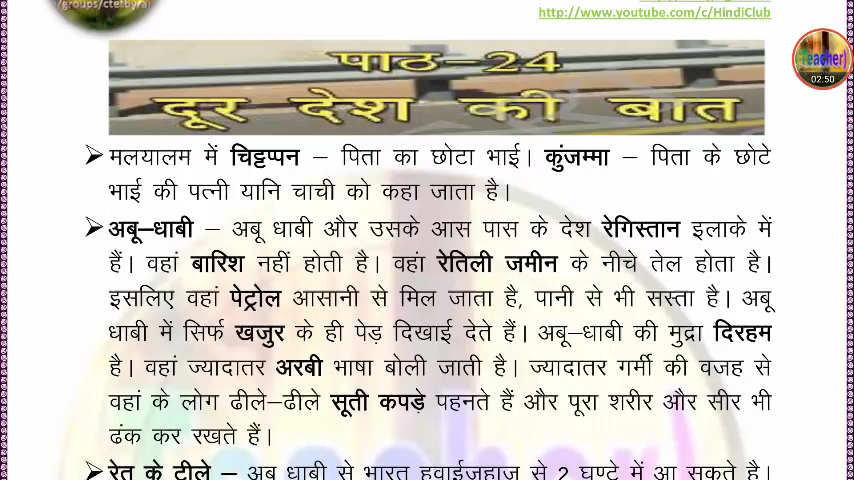 /groups/ctetbyra
http://www.youtube.com/c/HindiClub
Teacher)
02:50
पाठ–24
दूर देश की बात
➢ मलयालम में चिट्टप्पन – पिता का छोटा भाई। कुंजम्मा – पिता के छोटे
भाई की पत्नी यानि चाची को कहा जाता है।
➢ अबू–धाबी – अबू धाबी और उसके आस पास के देश रेगिस्तान इलाके में
हैं। वहां बारिश नहीं होती है। वहां रेतिली जमीन के नीचे तेल होता है।
इसलिए वहां पेट्रोल आसानी से मिल जाता है, पानी से भी सस्ता है। अबू
धाबी में सिर्फ खजुर के ही पेड़ दिखाई देते हैं। अबू–धाबी की मुद्रा दिरहम
है। वहां ज्यादातर अरबी भाषा बोली जाती है। ज्यादातर गर्मी की वजह से
वहां के लोग ढीले–ढीले सूती कपड़े पहनते हैं और पूरा शरीर और सीर भी
ढंक कर रखते हैं।
➢ रेत के टीले – अबू धाबी से भारत हवाईजहाज से 2 घण्टे में आ सकते है।